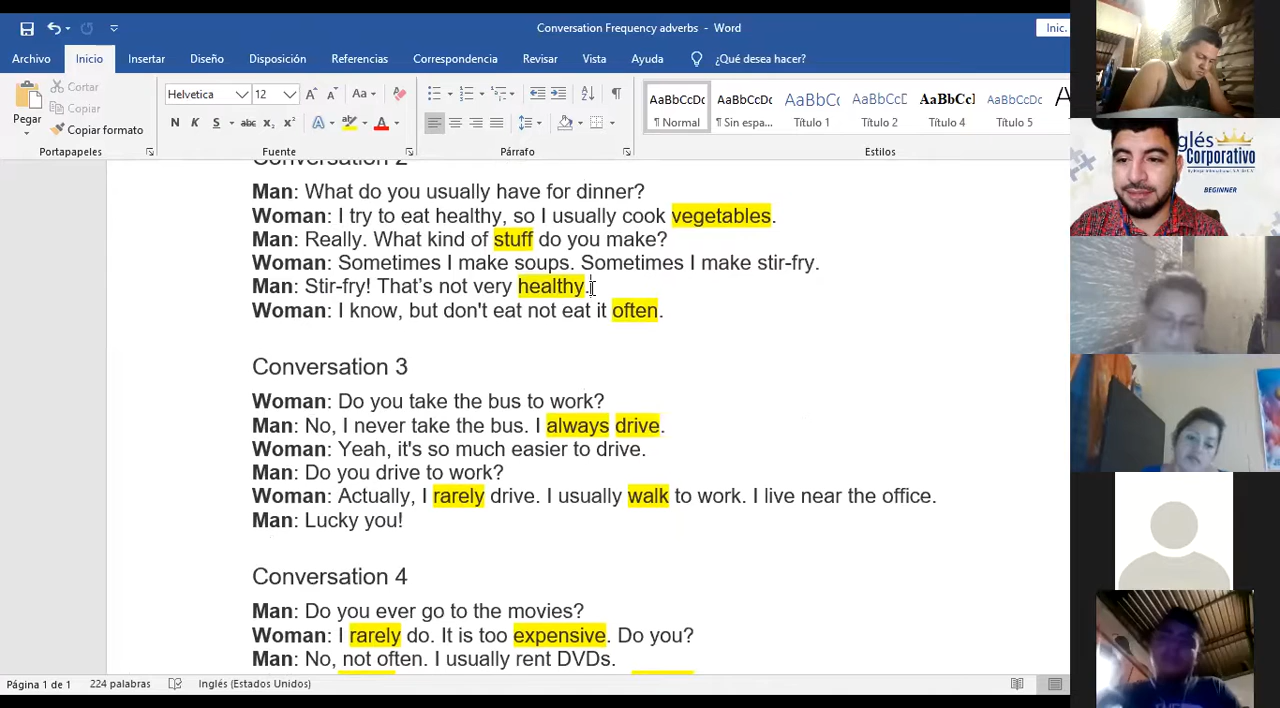 Conversation Frequency adverbs - Word
Inic.
Archivo Inicio Insertar Diseño Disposición Referencias Correspondencia Revisar Vista Ayuda ¿Qué desea hacer?
Cortar
Copiar
Copiar formato
Pegar
Helvetica 12
N K S abc x₂ x²
AaBbCcDc AaBbCcDc AaBbC AaBbCcD AaBbCcI AaBbCcDc
¶ Normal ¶ Sin espa... Título 1 Título 2 Título 4 Título 5
Portapapeles Fuente Párrafo Estilos
Conversation 2
Man: What do you usually have for dinner?
Woman: I try to eat healthy, so I usually cook vegetables.
Man: Really. What kind of stuff do you make?
Woman: Sometimes I make soups. Sometimes I make stir-fry.
Man: Stir-fry! That's not very healthy.
Woman: I know, but don't eat not eat it often.
Conversation 3
Woman: Do you take the bus to work?
Man: No, I never take the bus. I always drive.
Woman: Yeah, it's so much easier to drive.
Man: Do you drive to work?
Woman: Actually, I rarely drive. I usually walk to work. I live near the office.
Man: Lucky you!
Conversation 4
Man: Do you ever go to the movies?
Woman: I rarely do. It is too expensive. Do you?
Man: No, not often. I usually rent DVDs.
Página 1 de 1 224 palabras Inglés (Estados Unidos)
Inglés
Corporativo
BEGINNER